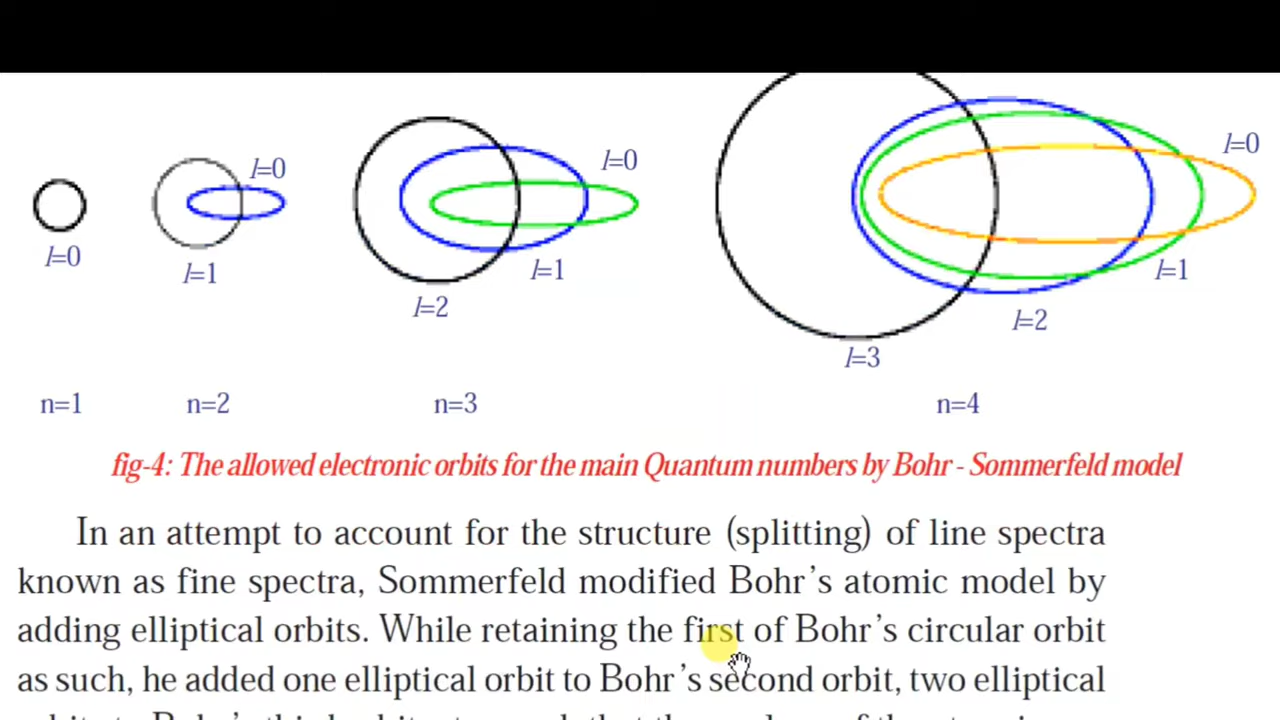 l=0
l=0
l=1
l=0
l=1
l=2
l=0
l=1
l=2
l=3
n=1 n=2 n=3 n=4
fig-4: The allowed electronic orbits for the main Quantum numbers by Bohr - Sommerfeld model
In an attempt to account for the structure (splitting) of line spectra
known as fine spectra, Sommerfeld modified Bohr's atomic model by
adding elliptical orbits. While retaining the first of Bohr's circular orbit
as such, he added one elliptical orbit to Bohr's second orbit, two elliptical